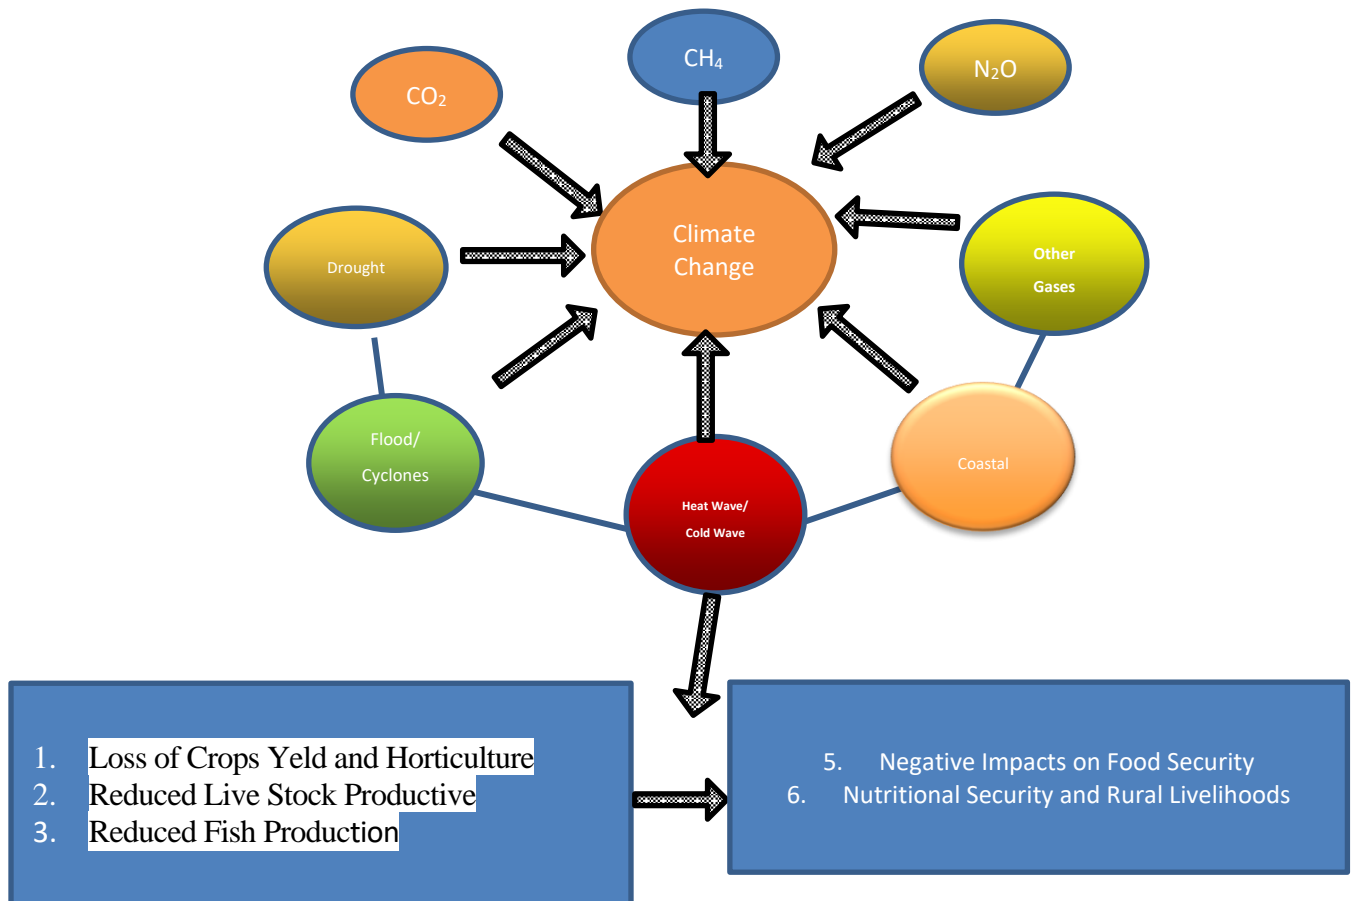 CH₄
N₂O
CO₂
Climate
Change
Drought
Other
Gases
Flood/
Cyclones
Coastal
Heat Wave/
Cold Wave
1. Loss of Crops Yeld and Horticulture
2. Reduced Live Stock Productive
3. Reduced Fish Production
5. Negative Impacts on Food Security
6. Nutritional Security and Rural Livelihoods